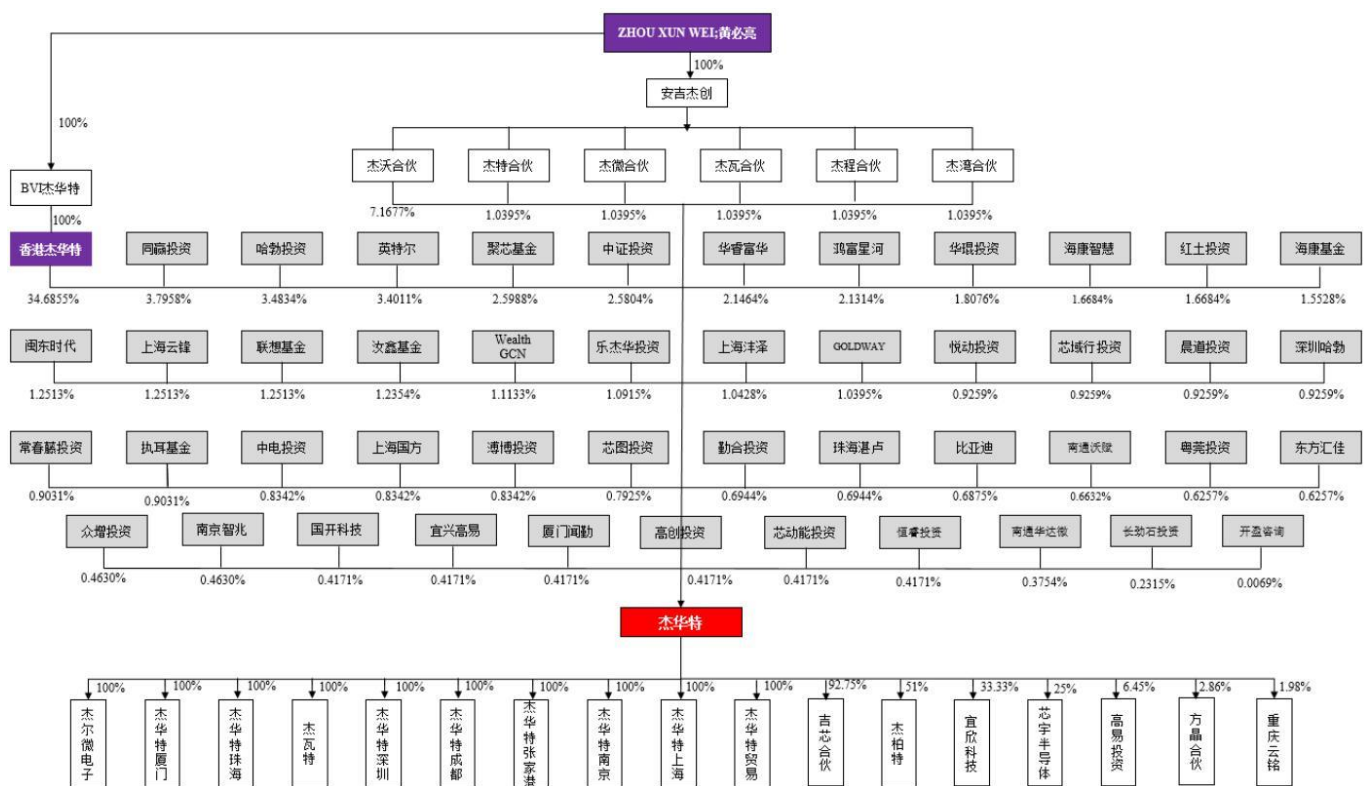 ZHOU XUN WEI;黄必亮
100%
安吉杰创
100%
杰沃合伙 杰特合伙 杰微合伙 杰瓦合伙 杰程合伙 杰湾合伙
BVI杰华特
7.1677% 1.0395% 1.0395% 1.0395% 1.0395% 1.0395%
100%
香港杰华特 同赢投资 哈勃投资 英特尔 聚芯基金 中证投资 华睿富华 鸿富星河 华琨投资 海康智慧 红土投资 海康基金
34.6855% 3.7958% 3.4834% 3.4011% 2.5988% 2.5804% 2.1464% 2.1314% 1.8076% 1.6684% 1.6684% 1.5528%
闽东时代 上海云锋 联想基金 汝鑫基金 Wealth GCN 乐杰华投资 上海沣泽 GOLDWAY 悦动投资 芯域行投资 晨道投资 深圳哈勃
1.2513% 1.2513% 1.2513% 1.2354% 1.1133% 1.0915% 1.0428% 1.0395% 0.9259% 0.9259% 0.9259% 0.9259%
常春藤投资 执耳基金 中电投资 上海国方 溥博投资 芯图投资 勤合投资 珠海湛卢 比亚迪 南通沃赋 粤莞投资 东方汇佳
0.9031% 0.9031% 0.8342% 0.8342% 0.8342% 0.7925% 0.6944% 0.6944% 0.6875% 0.6632% 0.6257% 0.6257%
众增投资 南京智兆 国开科技 宜兴高易 厦门闻勤 高创投资 芯动能投资 恒睿投资 南通华达微 长劲石投资 开盈咨询
0.4630% 0.4630% 0.4171% 0.4171% 0.4171% 0.4171% 0.4171% 0.4171% 0.3754% 0.2315% 0.0069%
杰华特
100% 100% 100% 100% 100% 100% 100% 100% 100% 100% 92.75% 51% 33.33% 25% 6.45% 2.86% 1.98%
杰尔微电子 杰华特厦门 杰华特珠海 杰瓦特 杰华特深圳 杰华特成都 杰华特张家港 杰华特南京 杰华特上海 杰华特贸易 吉芯合伙 杰柏特 宜欣科技 芯宇半导体 高易投资 方晶合伙 重庆云铭